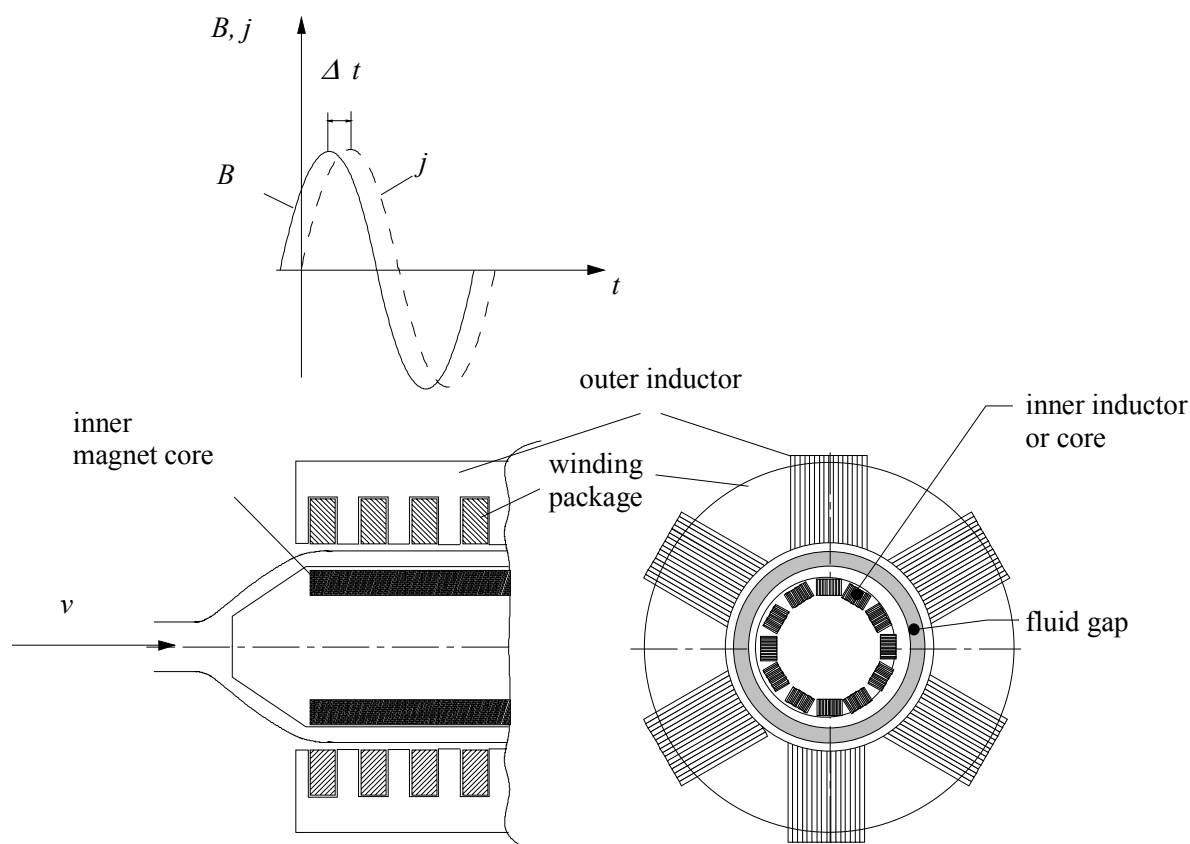 B, j
Δ t
B
j
t
outer inductor
inner inductor
or core
inner
magnet core
winding
package
v
fluid gap